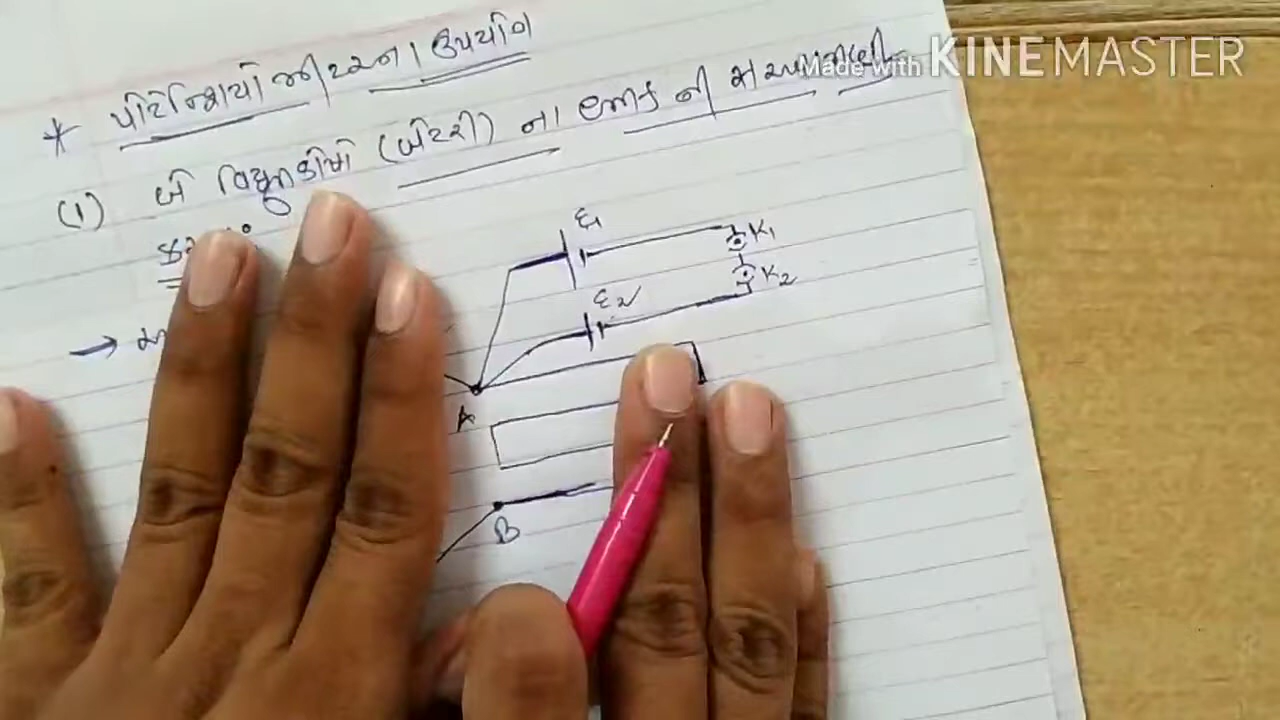 * પોટેન્શિયોમીટરના ઉપયોગ
(1) બે વિદ્યુતકોષો (બેટરી) ના emf ની સરખામણી
Made with KINEMASTER
ε1
K1
K2
ε2
A
B